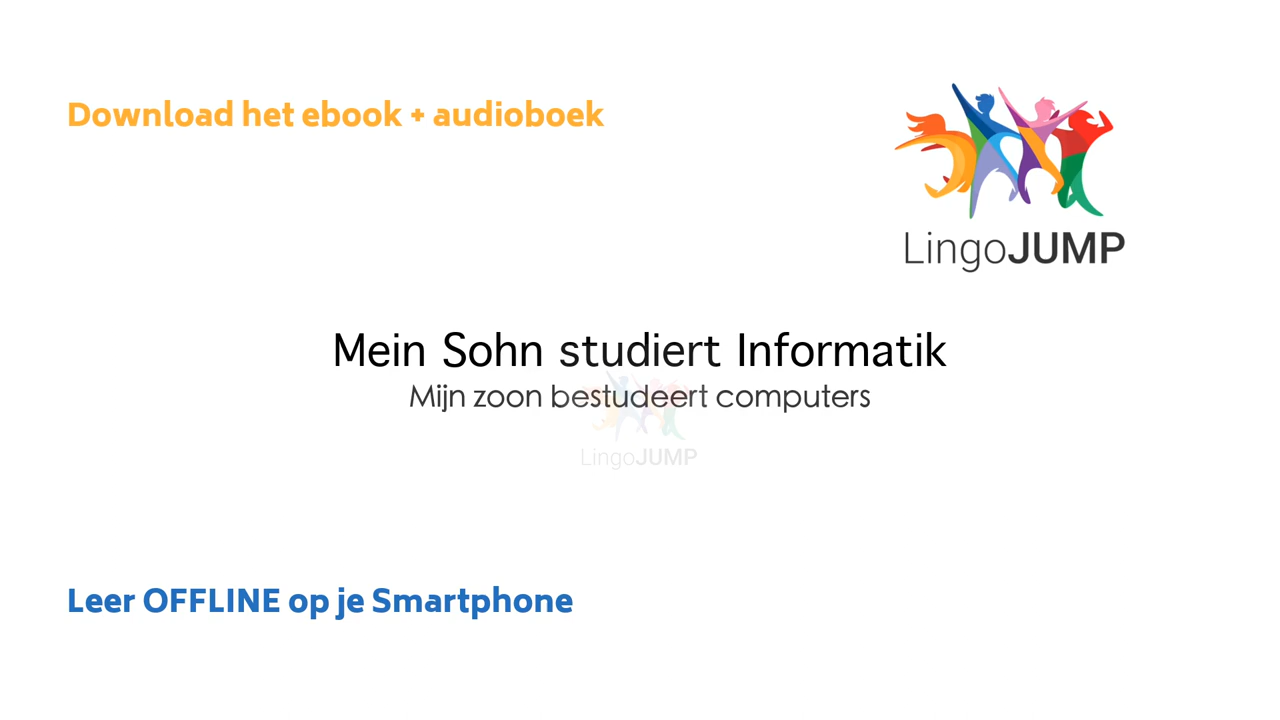 Download het ebook + audioboek
LingoJUMP
Mein Sohn studiert Informatik
Mijn zoon bestudeert computers
LingoJUMP
Leer OFFLINE op je Smartphone